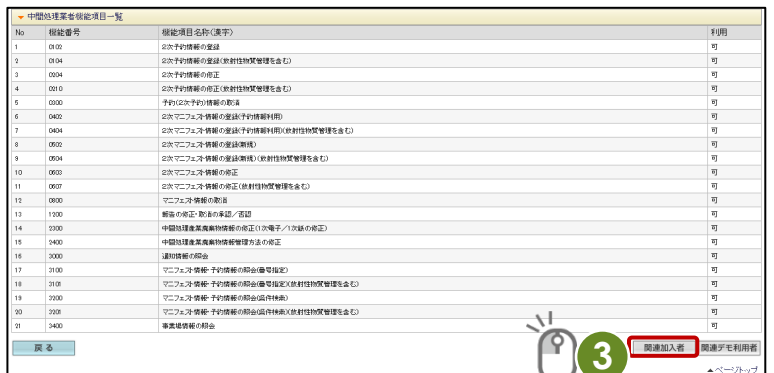 ▼ 中間処理業者機能項目一覧
No 機能番号 機能項目名称(漢字) 利用
1 0102 2次予約情報の登録 可
2 0104 2次予約情報の登録(放射性物質管理を含む) 可
3 0204 2次予約情報の修正 可
4 0210 2次予約情報の修正(放射性物質管理を含む) 可
5 0300 予約(2次予約)情報の取消 可
6 0402 2次マニフェスト情報の登録(予約情報利用) 可
7 0404 2次マニフェスト情報の登録(予約情報利用)(放射性物質管理を含む) 可
8 0502 2次マニフェスト情報の登録(新規) 可
9 0504 2次マニフェスト情報の登録(新規)(放射性物質管理を含む) 可
10 0603 2次マニフェスト情報の修正 可
11 0607 2次マニフェスト情報の修正(放射性物質管理を含む) 可
12 0800 マニフェスト情報の取消 可
13 1200 報告の修正・取消の承認/否認 可
14 2300 中間処理産業廃棄物情報の修正(1次電子/1次紙の修正) 可
15 2400 中間処理産業廃棄物情報管理方法の修正 可
16 3000 通知情報の照会 可
17 3100 マニフェスト情報・予約情報の照会(番号指定) 可
18 3101 マニフェスト情報・予約情報の照会(番号指定)(放射性物質管理を含む) 可
19 3200 マニフェスト情報・予約情報の照会(条件検索) 可
20 3201 マニフェスト情報・予約情報の照会(条件検索)(放射性物質管理を含む) 可
21 3400 事業場情報の照会 可
戻る 3 関連加入者 関連デモ利用者
▲ページトップ